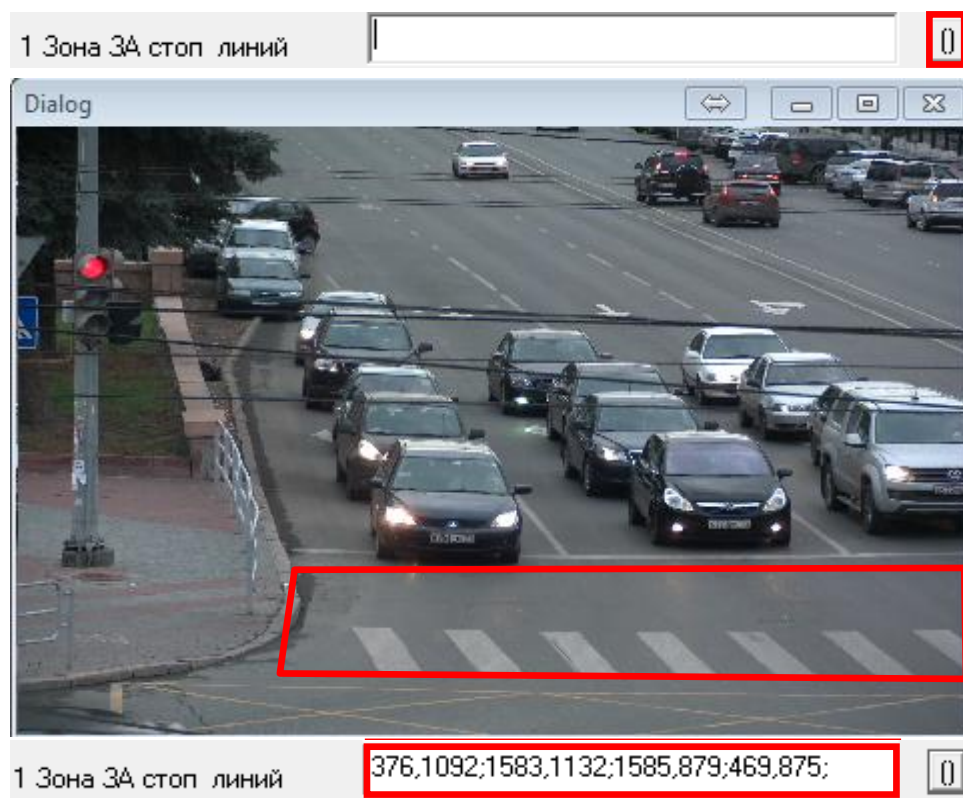 1 Зона ЗА стоп линий
()
Dialog
1 Зона ЗА стоп линий
376,1092;1583,1132;1585,879;469,875;
()